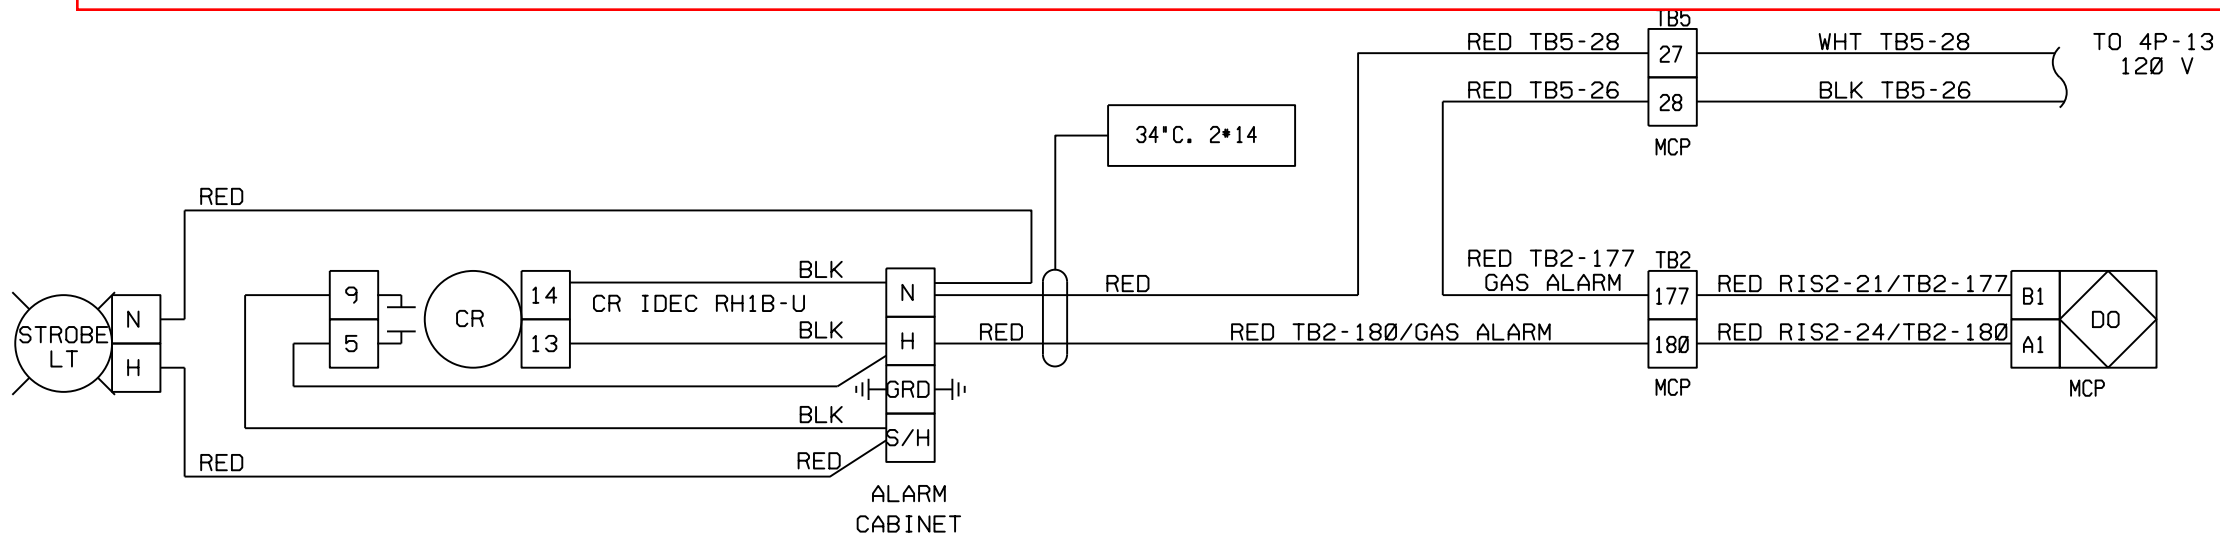 TB5
RED TB5-28
27
WHT TB5-28
TO 4P-13
120 V
RED TB5-26
28
BLK TB5-26
MCP
34"C. 2*14
RED
RED TB2-177
GAS ALARM
TB2
177
RED RIS2-21/TB2-177
B1
DO
BLK
N
RED
9
14
CR IDEC RH1B-U
CR
STROBE
LT
N
H
5
13
BLK
H
RED
RED TB2-180/GAS ALARM
180
RED RIS2-24/TB2-180
A1
MCP
MCP
GRD
BLK
S/H
RED
RED
ALARM
CABINET